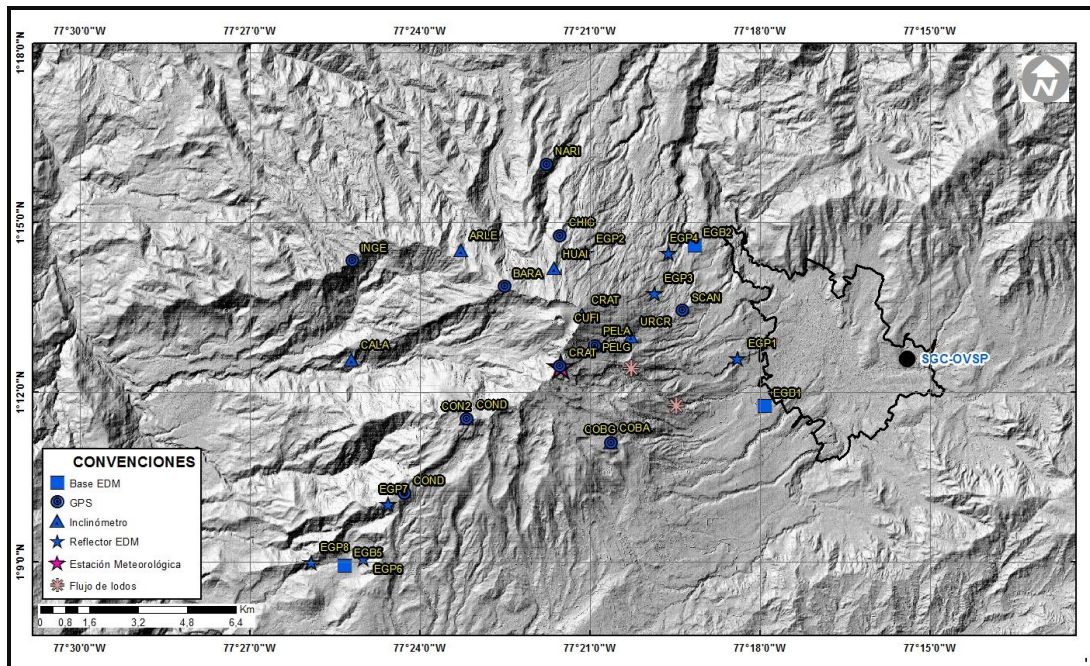 77°30'0"W
77°27'0"W
77°24'0"W
77°21'0"W
77°18'0"W
77°15'0"W
1°18'0"N
1°15'0"N
1°12'0"N
1°9'0"N
N
NARI
CHIG
EGP2
EGP4
EGB2
ARLE
INGE
HUAI
BARA
EGP3
SCAN
CRAT
CUFI
URCR
PELA
PELG
CRAT
CALA
EGP1
SGC-OVSP
CON2
COND
EGB1
COBG
COBA
COND
EGP7
EGP8
EGB5
EGP6
CONVENCIONES
Base EDM
GPS
Inclinómetro
Reflector EDM
Estación Meteorológica
Flujo de lodos
Km
0 0.8 1.6 3.2 4.8 6.4
77°30'0"W
77°27'0"W
77°24'0"W
77°21'0"W
77°18'0"W
77°15'0"W